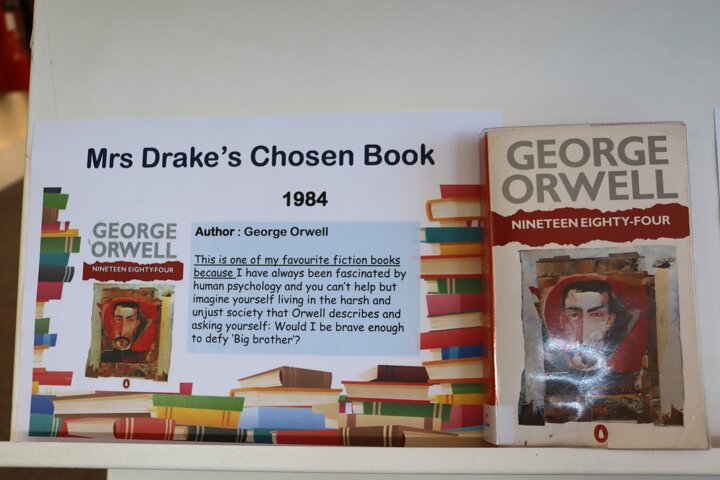 Mrs Drake's Chosen Book
1984
GEORGE
ORWELL
NINETEEN EIGHTY-FOUR
Author : George Orwell
This is one of my favourite fiction books
because I have always been fascinated by
human psychology and you can't help but
imagine yourself living in the harsh and
unjust society that Orwell describes and
asking yourself: Would I be brave enough
to defy 'Big brother'?
GEORGE
ORWELL
NINETEEN EIGHTY-FOUR